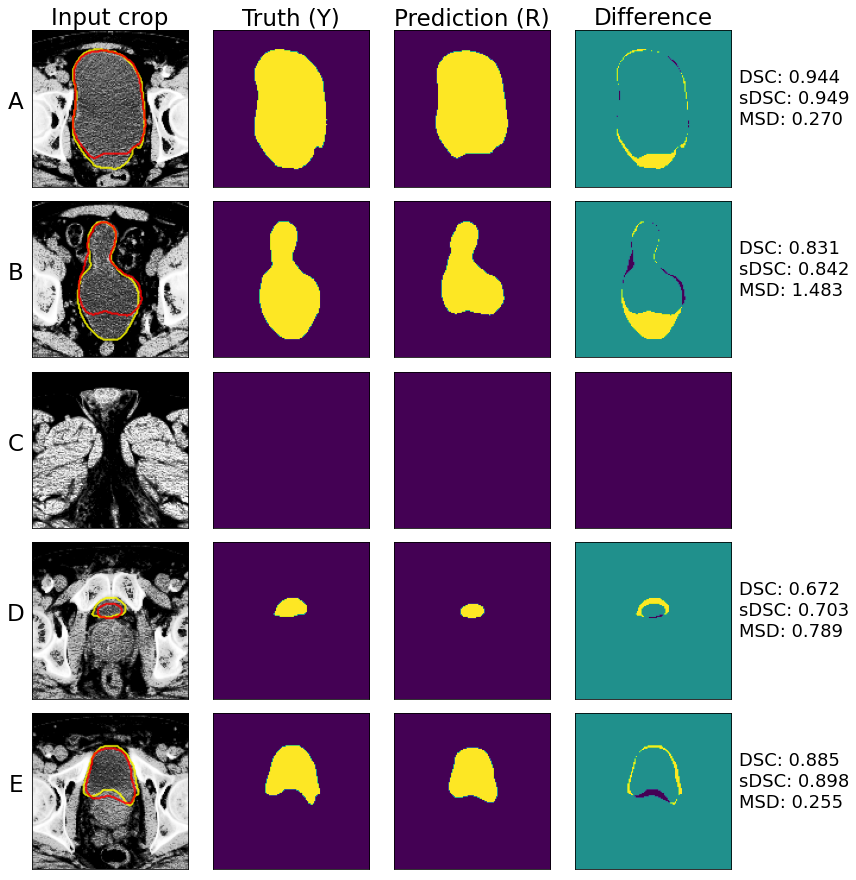 Input crop Truth (Y) Prediction (R) Difference
A
DSC: 0.944
sDSC: 0.949
MSD: 0.270
B
DSC: 0.831
sDSC: 0.842
MSD: 1.483
C
D
DSC: 0.672
sDSC: 0.703
MSD: 0.789
E
DSC: 0.885
sDSC: 0.898
MSD: 0.255